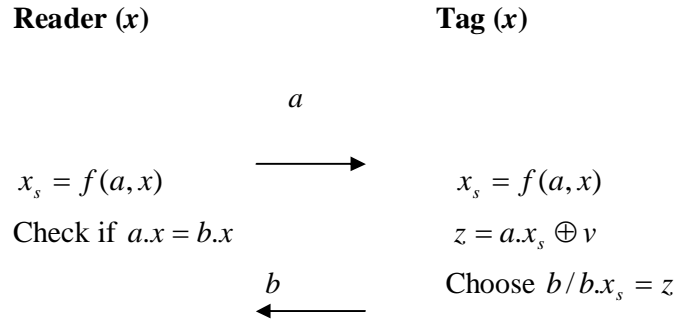 Reader (x) Tag (x)
a
x_s = f(a, x) x_s = f(a, x)
Check if a.x = b.x z = a.x_s ⊕ v
b Choose b / b.x_s = z